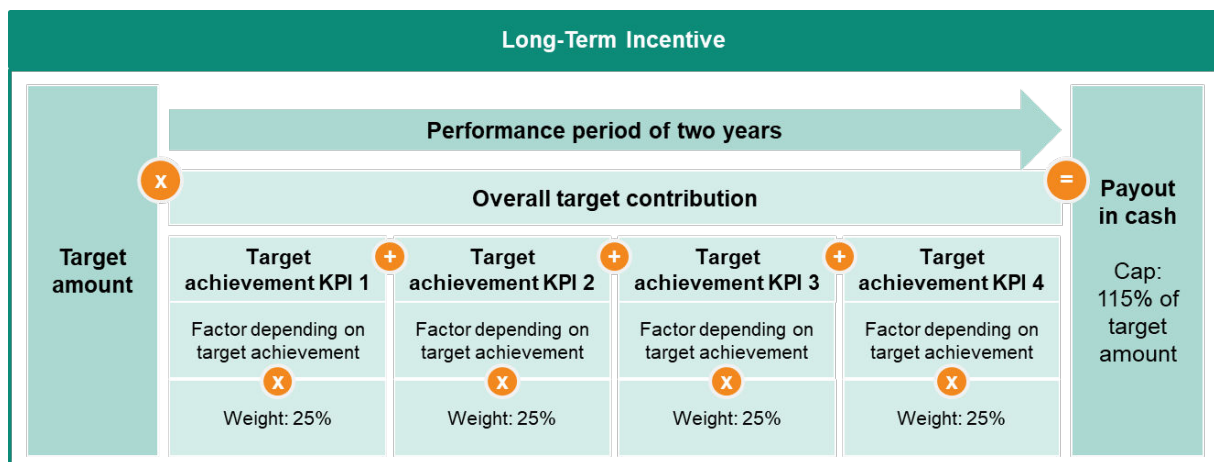 Long-Term Incentive
Target
amount
x
Performance period of two years
Overall target contribution
=
Target
achievement KPI 1
+
Target
achievement KPI 2
+
Target
achievement KPI 3
+
Target
achievement KPI 4
Factor depending on
target achievement
Factor depending on
target achievement
Factor depending on
target achievement
Factor depending on
target achievement
x
x
x
x
Weight: 25%
Weight: 25%
Weight: 25%
Weight: 25%
Payout
in cash
Cap:
115% of
target
amount